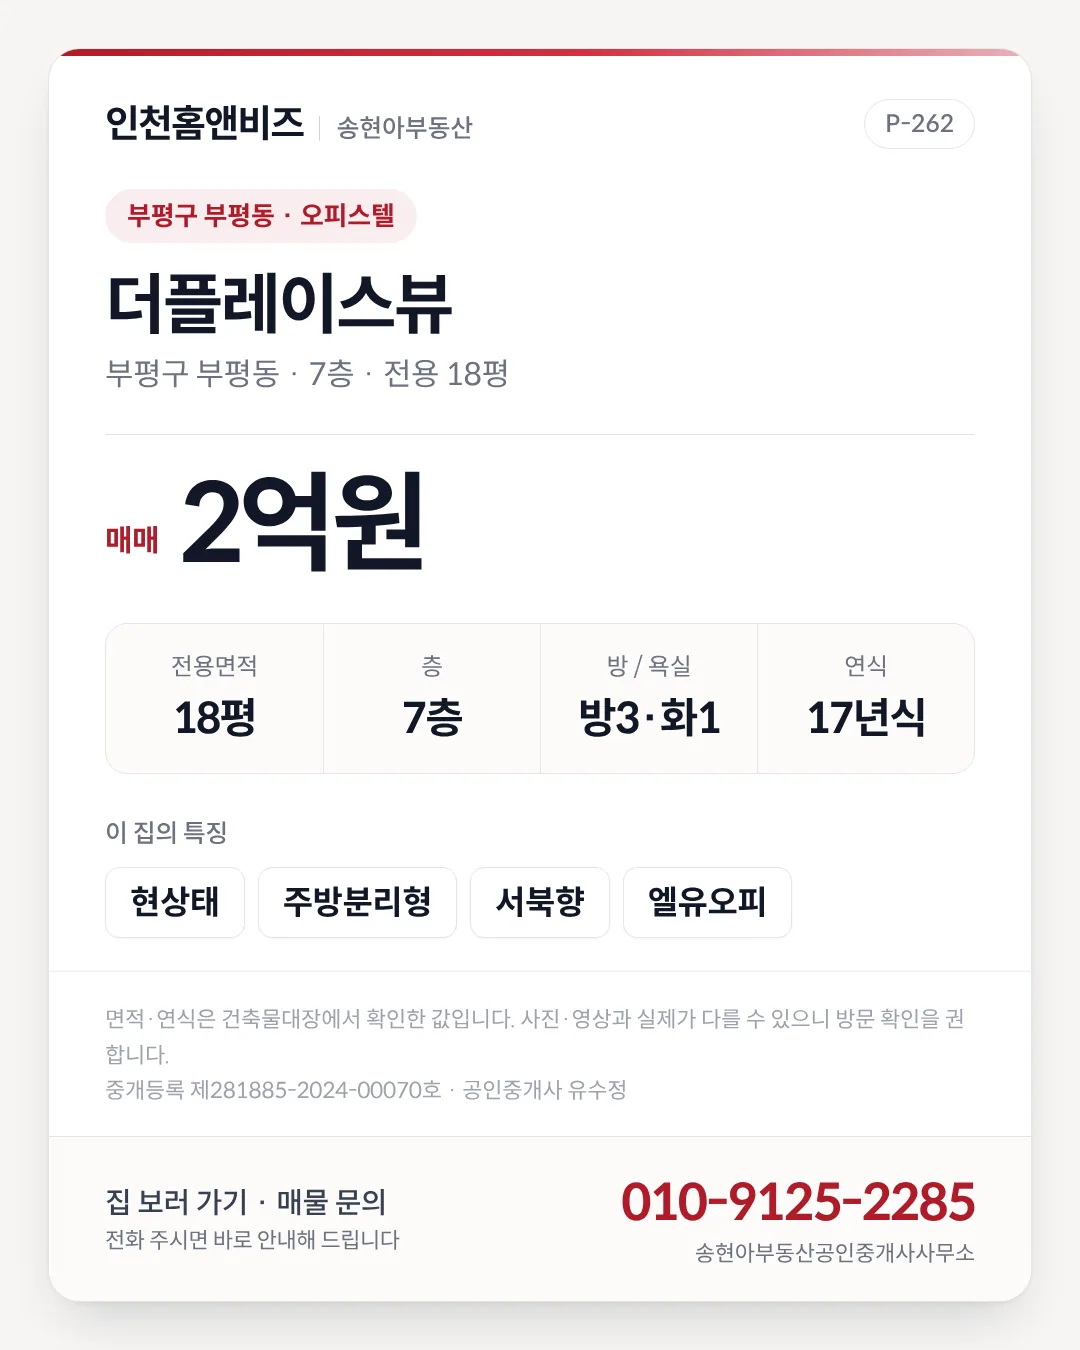 인천홈앤비즈 | 송현아부동산
P-262
부평구 부평동 · 오피스텔
더플레이스뷰
부평구 부평동 · 7층 · 전용 18평
매매 2억원
전용면적 층 방 / 욕실 연식
18평 7층 방3·화1 17년식
이 집의 특징
현상태 주방분리형 서북향 엘유오피
면적·연식은 건축물대장에서 확인한 값입니다. 사진·영상과 실제가 다를 수 있으니 방문 확인을 권
합니다.
중개등록 제281885-2024-00070호 · 공인중개사 유수정
집 보러 가기 · 매물 문의
전화 주시면 바로 안내해 드립니다
010-9125-2285
송현아부동산공인중개사사무소